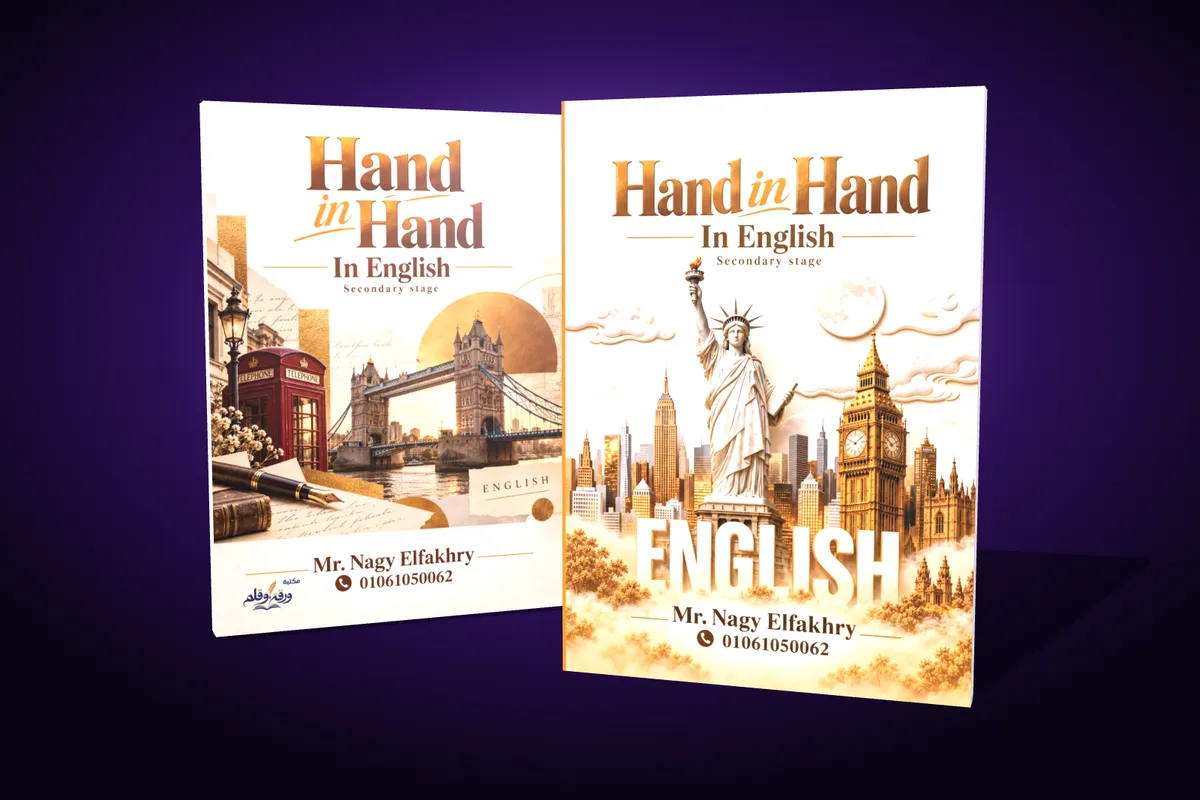 Hand
in
Hand
In English
Secondary stage
TELEPHONE
TELEPHONE
ENGLISH
Mr. Nagy Elfakhry
01061050062
مكتبة
ورقة وقلم
Hand in Hand
In English
Secondary stage
ENGLISH
Mr. Nagy Elfakhry
01061050062